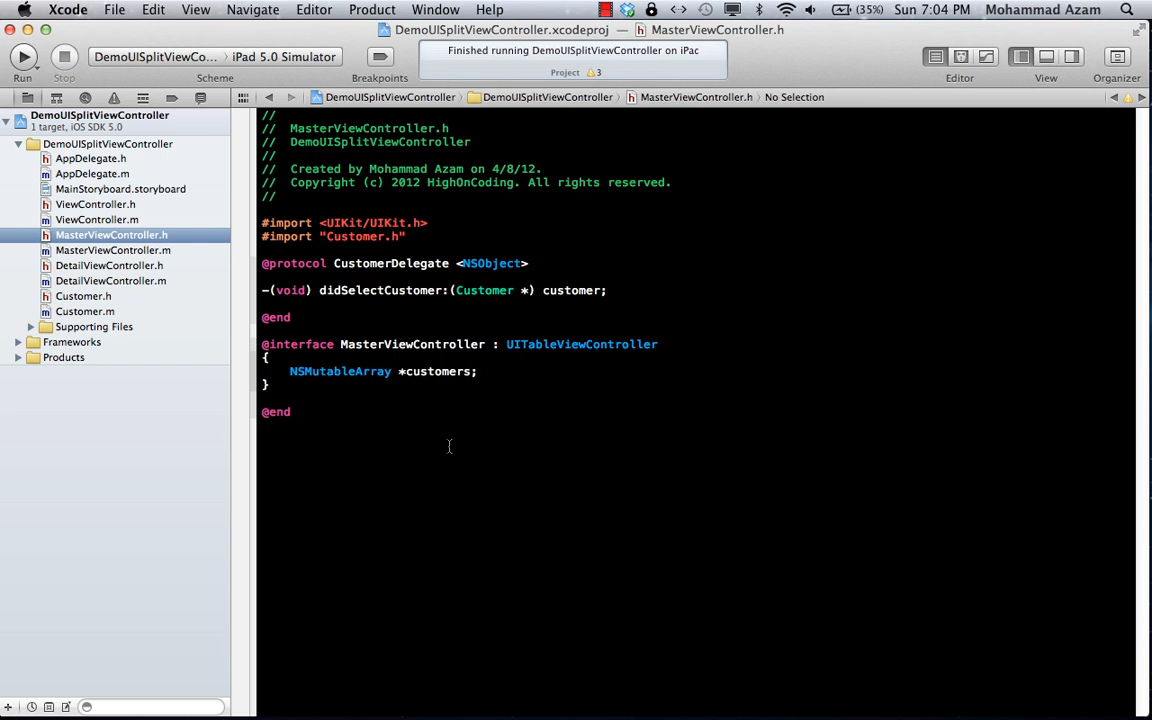 Xcode File Edit View Navigate Editor Product Window Help (35%) Sun 7:04 PM Mohammad Azam
DemoUISplitViewController.xcodeproj — MasterViewController.h
DemoUISplitViewCo... iPad 5.0 Simulator
Finished running DemoUISplitViewController on iPac
Project 3
Run Stop Scheme Breakpoints Editor View Organizer
DemoUISplitViewController DemoUISplitViewController MasterViewController.h No Selection
DemoUISplitViewController
1 target, iOS SDK 5.0
DemoUISplitViewController
AppDelegate.h
AppDelegate.m
MainStoryboard.storyboard
ViewController.h
ViewController.m
MasterViewController.h
MasterViewController.m
DetailViewController.h
DetailViewController.m
Customer.h
Customer.m
Supporting Files
Frameworks
Products
//
// MasterViewController.h
// DemoUISplitViewController
//
// Created by Mohammad Azam on 4/8/12.
// Copyright (c) 2012 HighOnCoding. All rights reserved.
//
#import <UIKit/UIKit.h>
#import "Customer.h"
@protocol CustomerDelegate <NSObject>
-(void) didSelectCustomer:(Customer *) customer;
@end
@interface MasterViewController : UITableViewController
{
NSMutableArray *customers;
}
@end